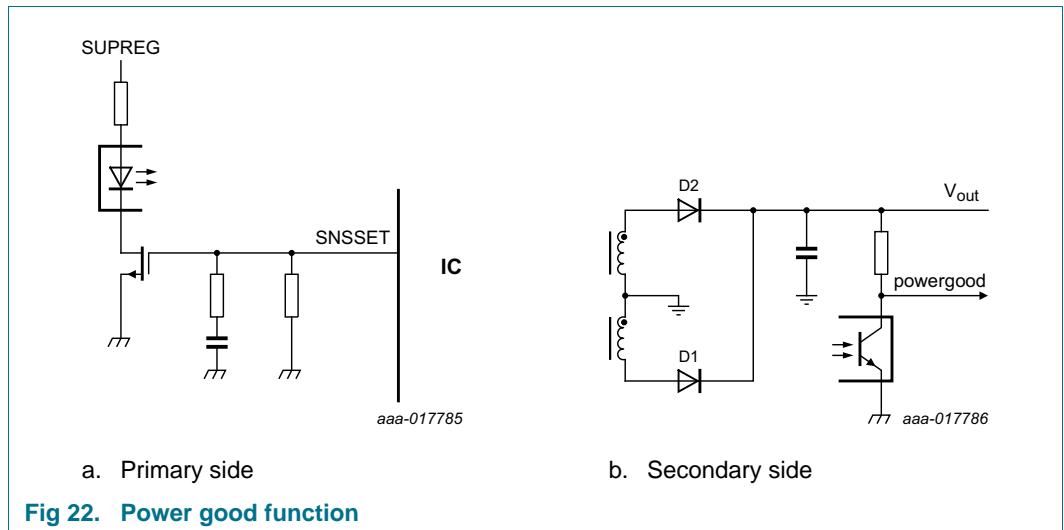 SUPREG
SNSSET
IC
aaa-017785
D2
V_out
powergood
D1
aaa-017786
a. Primary side
b. Secondary side
Fig 22. Power good function